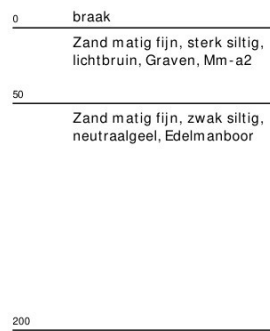 0 braak
Zand matig fijn, sterk siltig,
lichtbruin, Graven, Mm-a2
50
Zand matig fijn, zwak siltig,
neutraalgeel, Edelmanboor
200